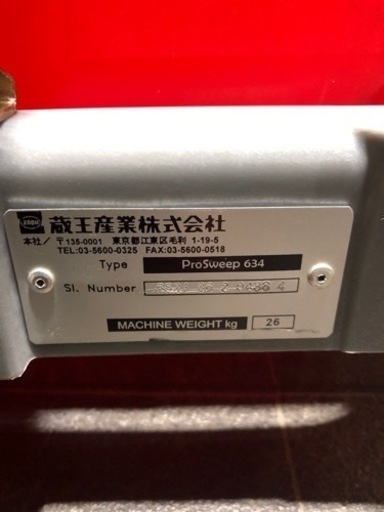 蔵王産業株式会社
本社/ 〒135-0001 東京都江東区毛利 1-19-5
TEL:03-5600-0325 FAX:03-5600-0518
Type ProSweep 634
Sl. Number
MACHINE WEIGHT kg 26